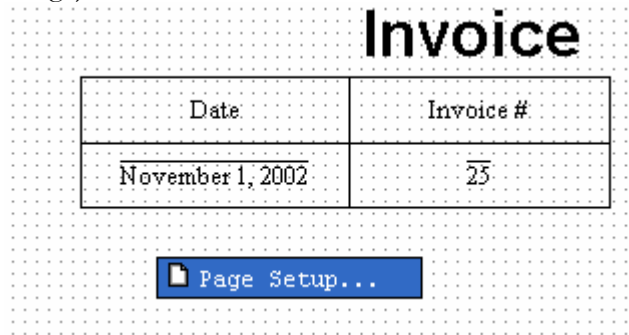 Invoice
Date Invoice #
November 1, 2002 25
Page Setup...